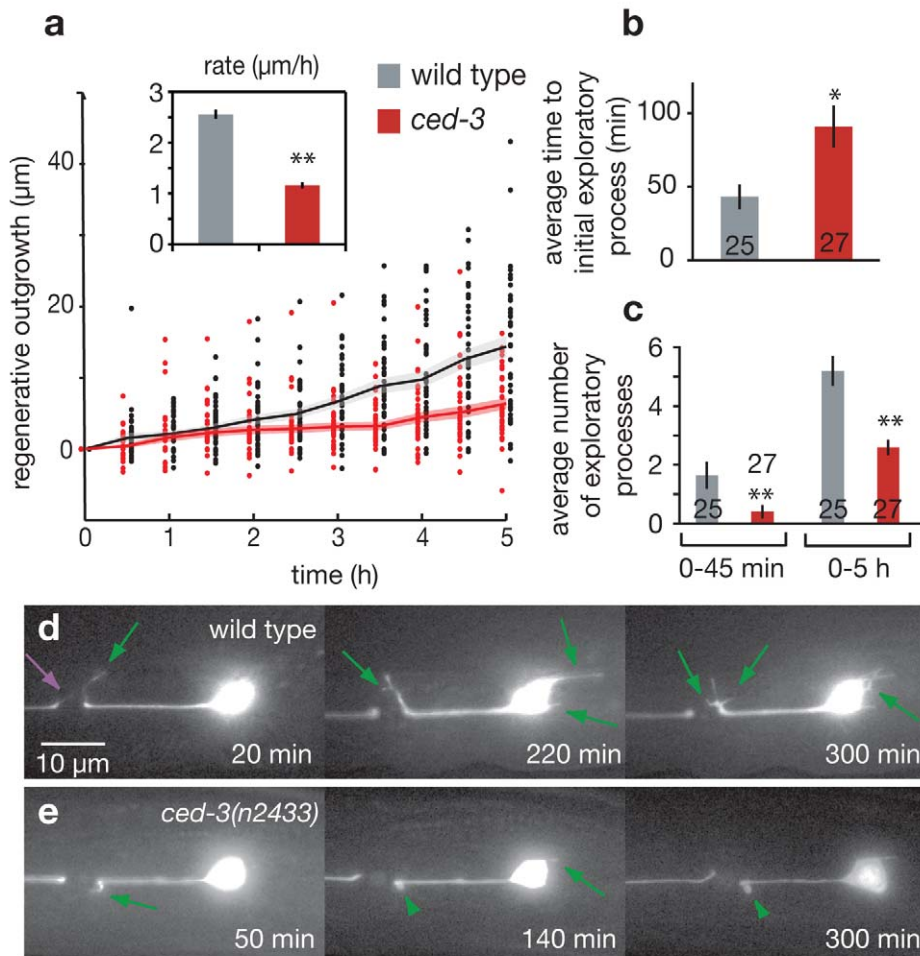 a
rate (µm/h)
3
2
1
0
**
wild type
ced-3
regenerative outgrowth (µm)
40
20
0
0 1 2 3 4 5
time (h)
b
average time to
initial exploratory
process (min)
100
50
0
*
25 27
c
average number
of exploratory
processes
6
4
2
0
27
**
**
25 25 27
0-45 min 0-5 h
d wild type
10 µm
20 min 220 min 300 min
e ced-3(n2433)
50 min 140 min 300 min